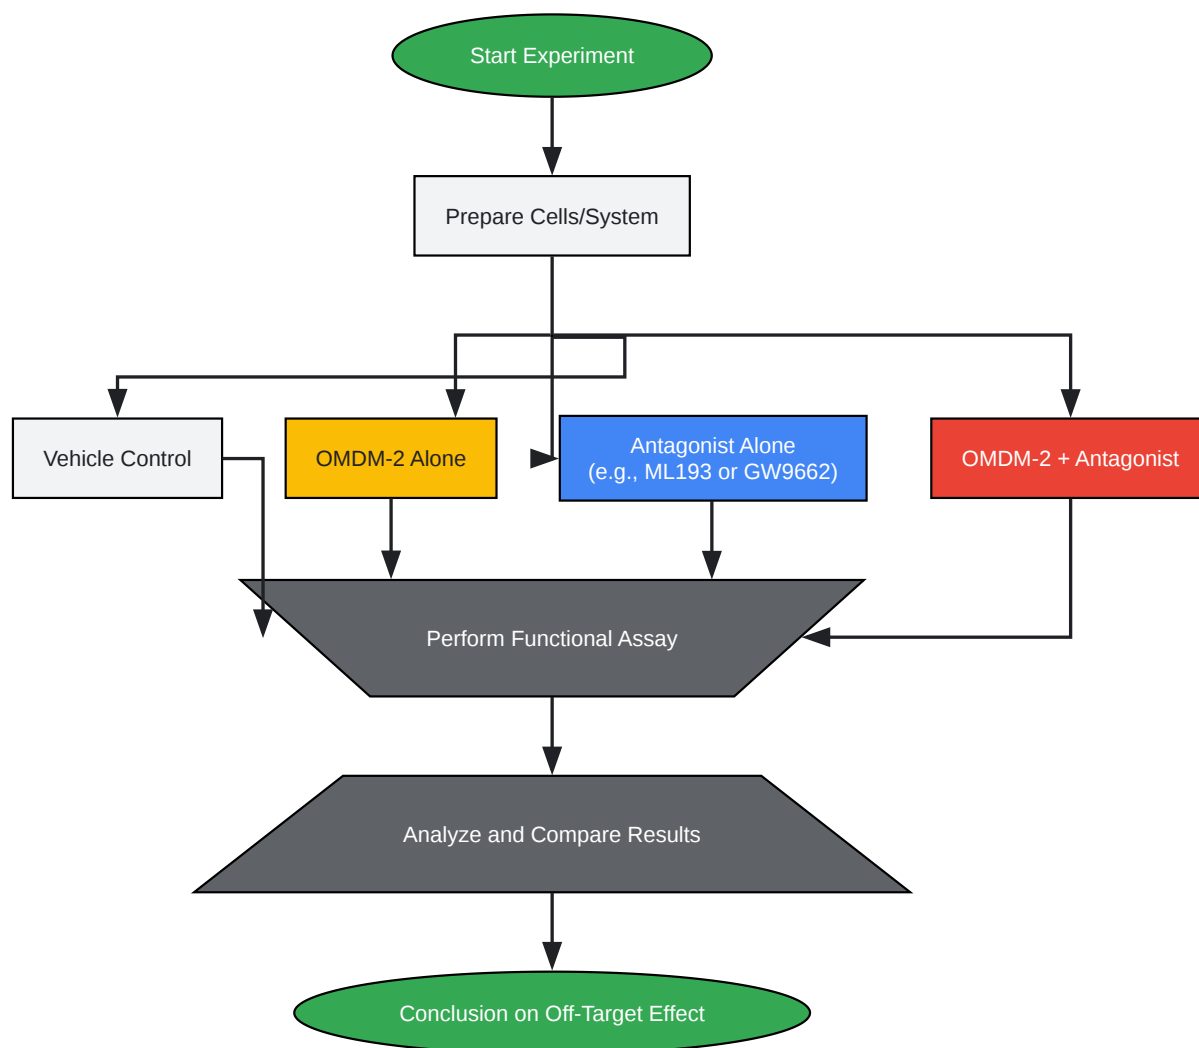 Start Experiment
Prepare Cells/System
Vehicle Control
OMDM-2 Alone
Antagonist Alone
(e.g., ML193 or GW9662)
OMDM-2 + Antagonist
Perform Functional Assay
Analyze and Compare Results
Conclusion on Off-Target Effect